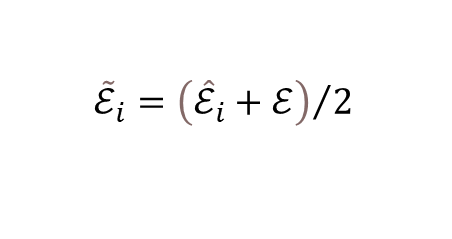 ℰ̃ᵢ = (ℰ̂ᵢ + ℰ)/2